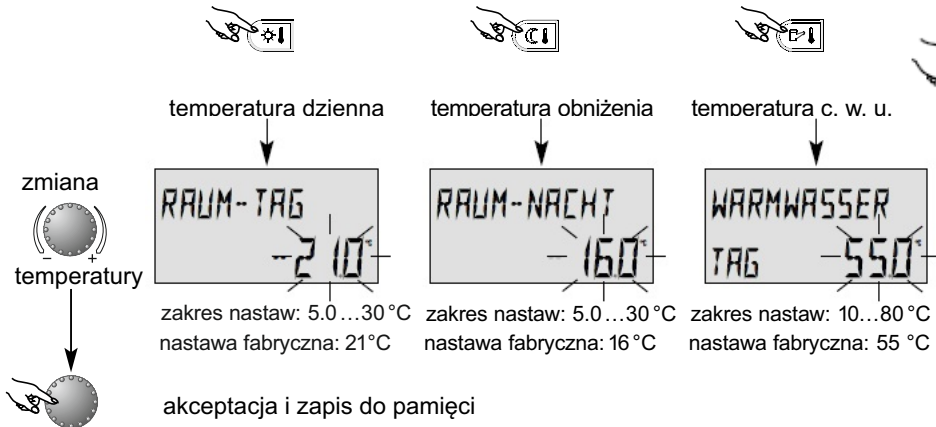 temperatura dzienna
temperatura obniżenia
temperatura c. w. u.
zmiana
temperatury
RAUM-TAG
21.0 °C
RAUM-NACHT
16.0 °C
WARMWASSER
TAG 55.0 °C
zakres nastaw: 5.0...30 °C
nastawa fabryczna: 21°C
zakres nastaw: 5.0...30 °C
nastawa fabryczna: 16 °C
zakres nastaw: 10...80 °C
nastawa fabryczna: 55 °C
akceptacja i zapis do pamięci